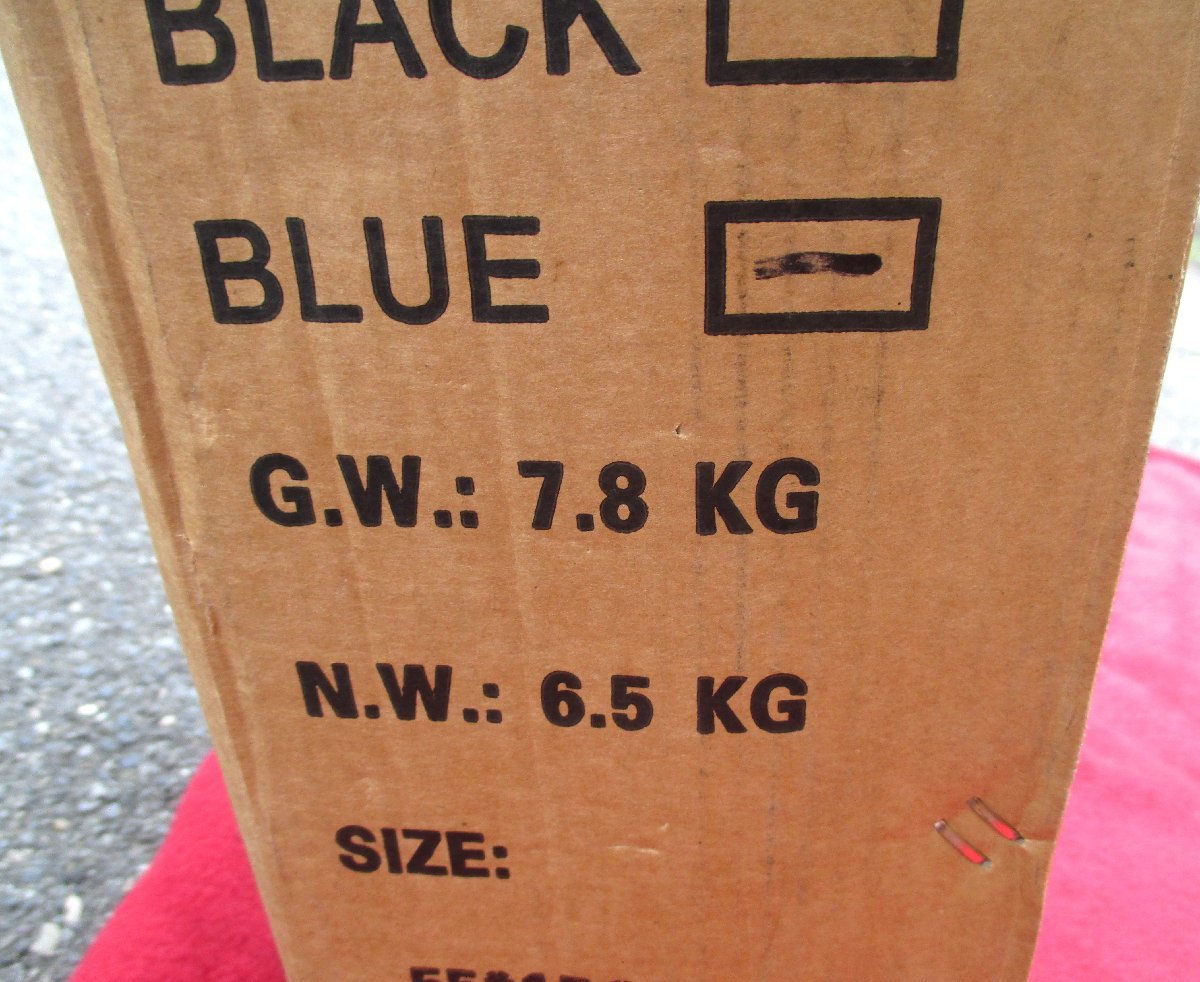 BLACK
BLUE
G.W.: 7.8 KG
N.W.: 6.5 KG
SIZE: